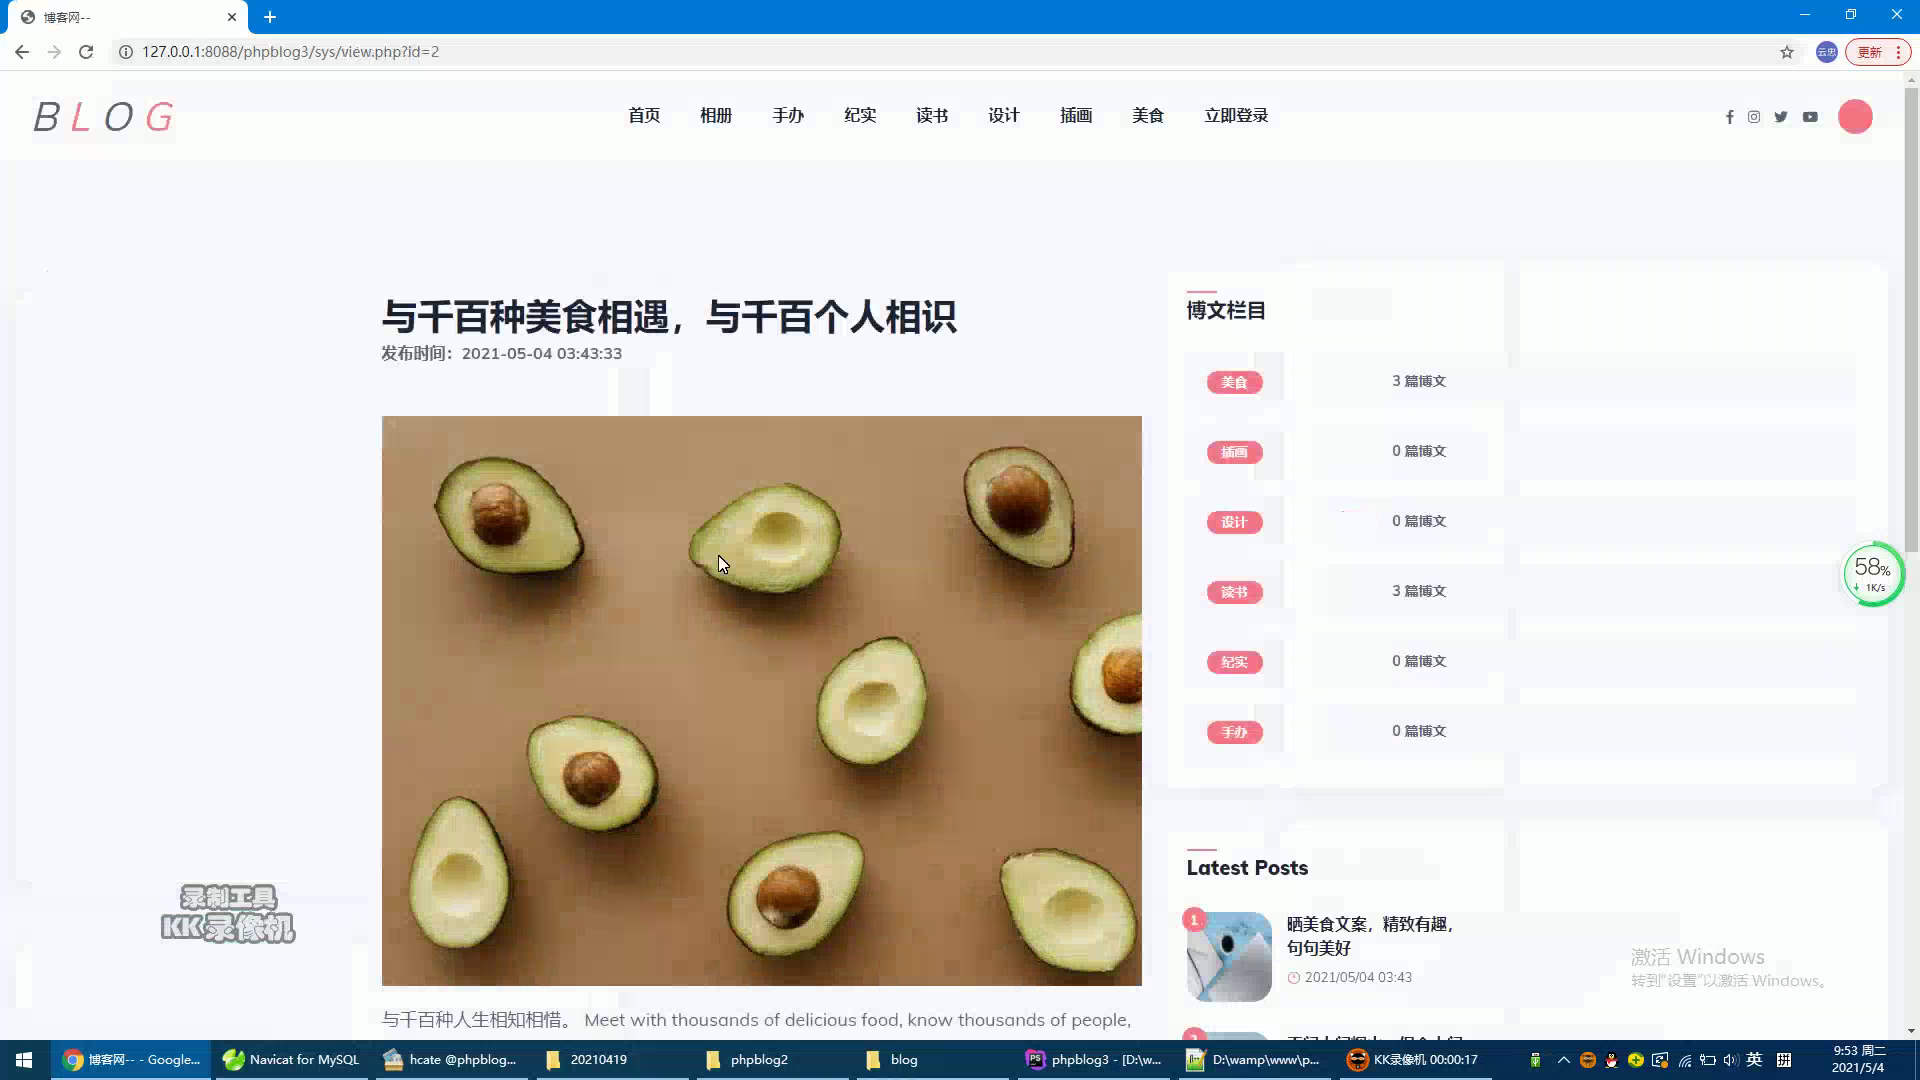 博客网--
127.0.0.1:8088/phpblog3/sys/view.php?id=2
云忠
更新
BLOG
首页 相册 手办 纪实 读书 设计 插画 美食 立即登录
与千百种美食相遇，与千百个人相识
发布时间：2021-05-04 03:43:33
与千百种人生相知相惜。 Meet with thousands of delicious food, know thousands of people,
博文栏目
美食 3 篇博文
插画 0 篇博文
设计 0 篇博文
读书 3 篇博文
纪实 0 篇博文
手办 0 篇博文
58%
1K/s
Latest Posts
1
晒美食文案，精致有趣，
句句美好
2021/05/04 03:43
录制工具
KK录像机
激活 Windows
转到“设置”以激活 Windows。
博客网-- - Google... Navicat for MySQL hcate @phpblog... 20210419 phpblog2 blog phpblog3 - [D:\w... D:\wamp\www\p... KK录像机 00:00:17 英 拼
9:53 周二
2021/5/4